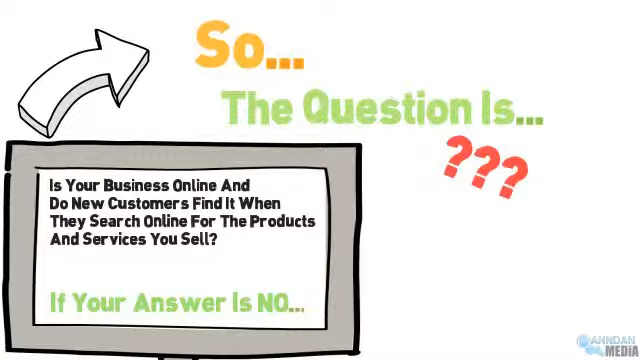 So...
The Question Is...
???
Is Your Business Online And
Do New Customers Find It When
They Search Online For The Products
And Services You Sell?
If Your Answer Is NO...
ANNDAN
MEDIA